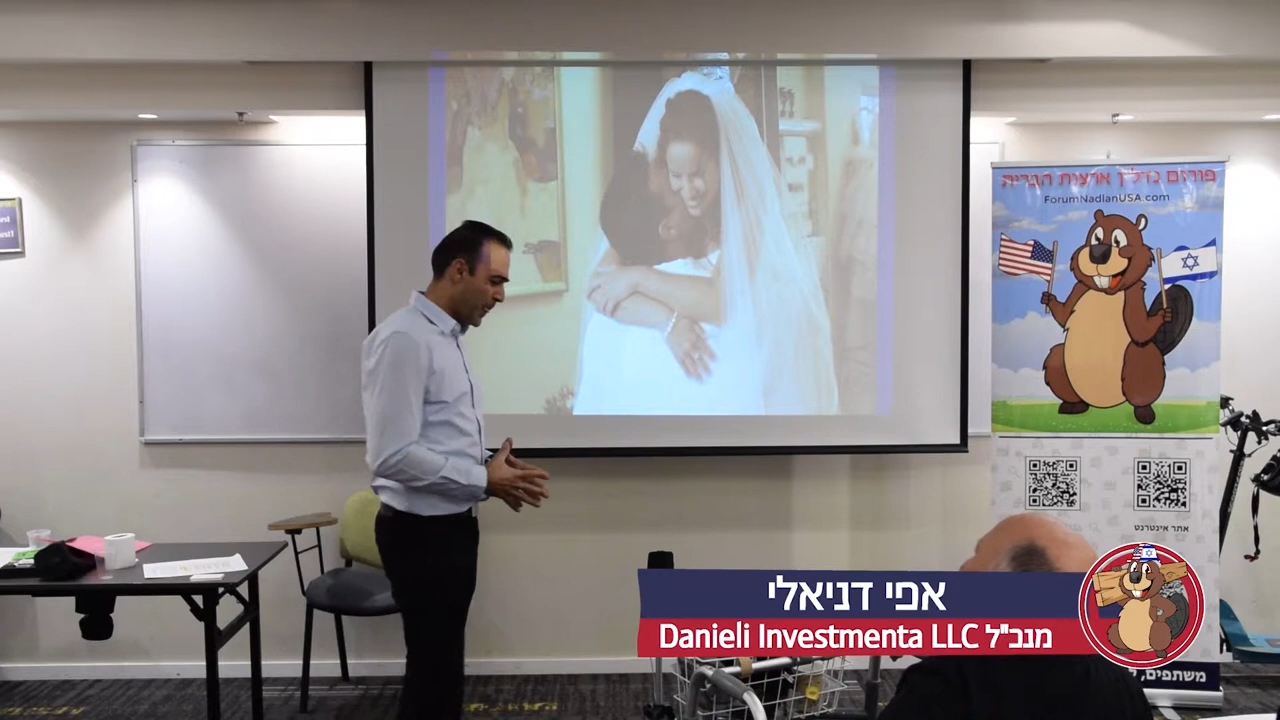 פורום נדל"ן ארצות הברית
ForumNadlanUSA.com
אתר אינטרנט
אפי דניאלי
מנכ"ל Danieli Investmenta LLC
משתפים,